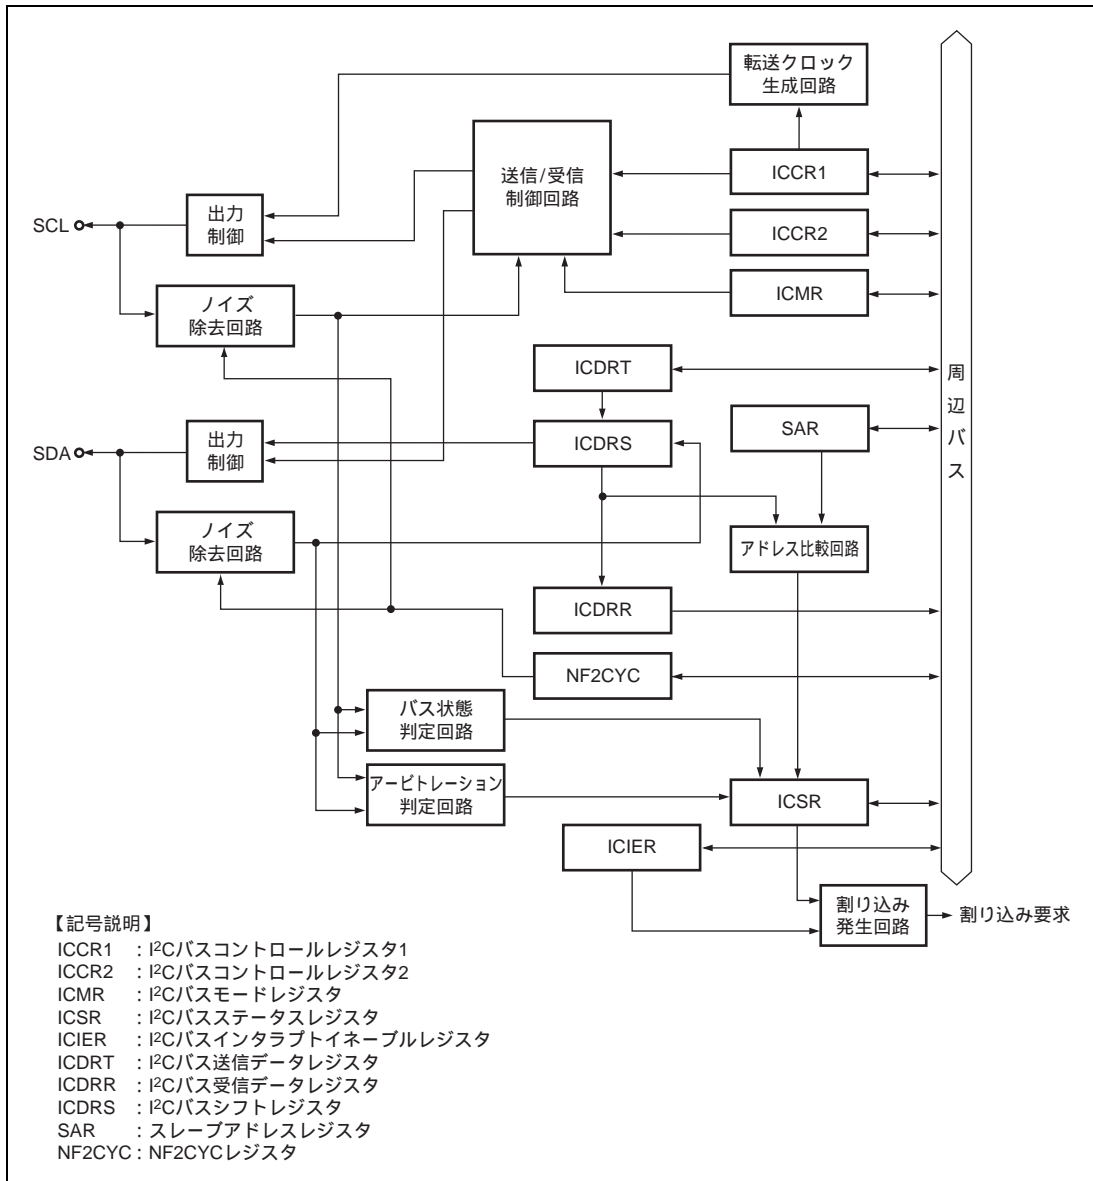 転送クロック
生成回路
送信/受信
制御回路
ICCR1
SCL
出力
制御
ICCR2
ICMR
ノイズ
除去回路
ICDRT
周辺バス
SDA
出力
制御
ICDRS
SAR
ノイズ
除去回路
アドレス比較回路
ICDRR
NF2CYC
バス状態
判定回路
アービトレーション
判定回路
ICSR
ICIER
割り込み
発生回路
割り込み要求
【記号説明】
ICCR1 : I²Cバスコントロールレジスタ1
ICCR2 : I²Cバスコントロールレジスタ2
ICMR : I²Cバスモードレジスタ
ICSR : I²Cバスステータスレジスタ
ICIER : I²Cバスインタラプトイネーブルレジスタ
ICDRT : I²Cバス送信データレジスタ
ICDRR : I²Cバス受信データレジスタ
ICDRS : I²Cバスシフトレジスタ
SAR : スレーブアドレスレジスタ
NF2CYC : NF2CYCレジスタ